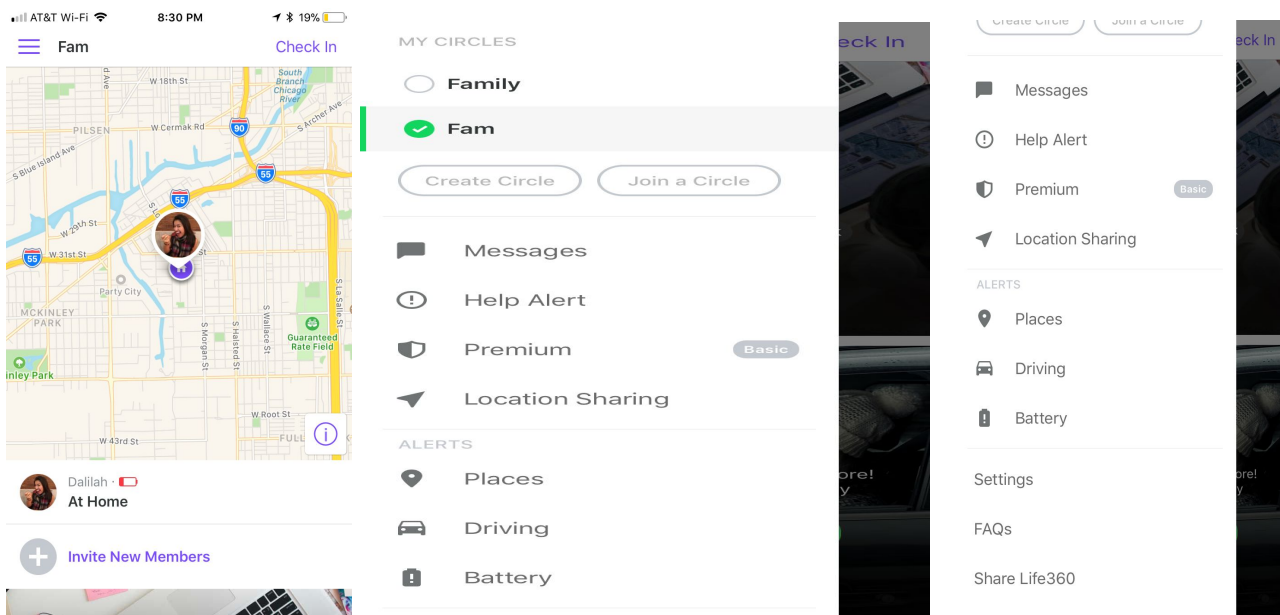 AT&T Wi-Fi 8:30 PM 19%
Fam Check In
W 18th St
South
Branch
Chicago
River
S Archer Ave
PILSEN
W Cermak Rd
90
S Blue Island Ave
55
55
W 29th St
St
55
W 31st St
Party City
MCKINLEY
PARK
S Morgan St
S Halsted St
S Wallace St
S La Salle St
Guaranteed
Rate Field
inley Park
W Root St
W 43rd St
FULL
Dalilah ·
At Home
Invite New Members
MY CIRCLES
Family
Fam
Create Circle Join a Circle
Messages
Help Alert
Premium Basic
Location Sharing
ALERTS
Places
Driving
Battery
eck In
ore!
y
Create Circle Join a Circle
Messages
Help Alert
Premium Basic
Location Sharing
ALERTS
Places
Driving
Battery
Settings
FAQs
Share Life360
eck In
ore!
y